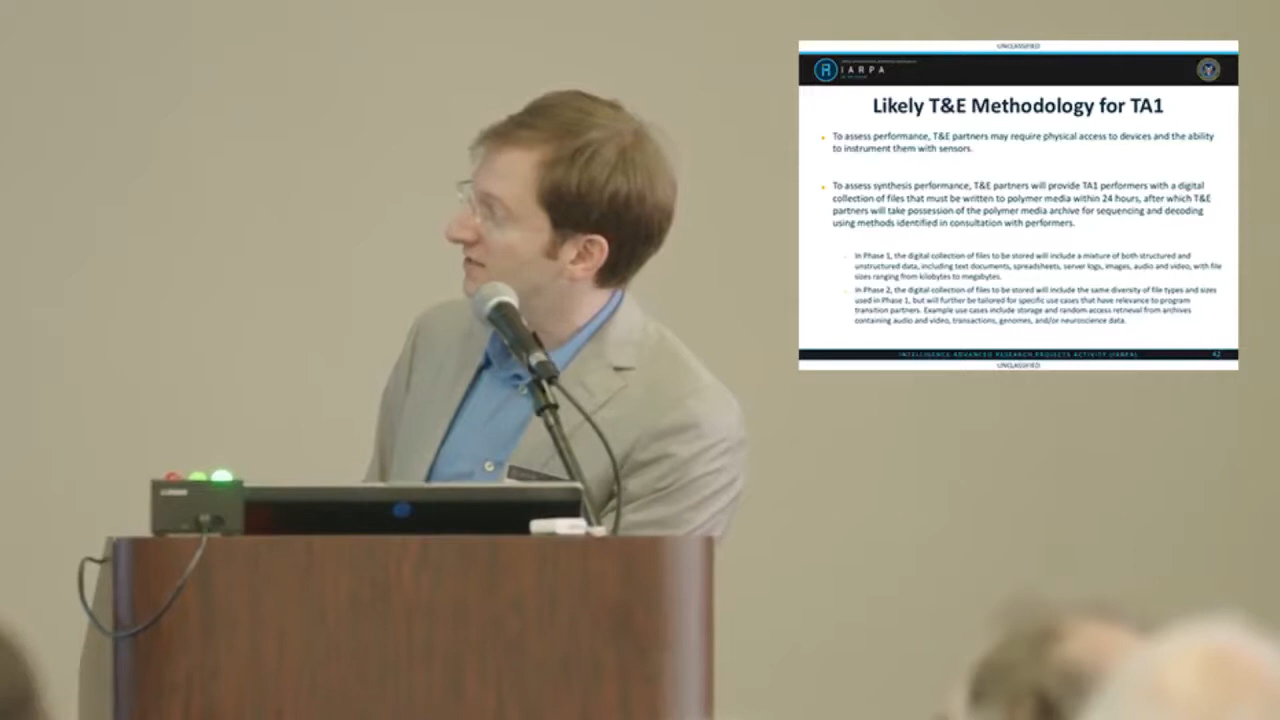 UNCLASSIFIED
IARPA
Likely T&E Methodology for TA1
To assess performance, T&E partners may require physical access to devices and the ability
to instrument them with sensors.
To assess synthesis performance, T&E partners will provide TA1 performers with a digital
collection of files that must be written to polymer media within 24 hours, after which T&E
partners will take possession of the polymer media archive for sequencing and decoding
using methods identified in consultation with performers.
In Phase 1, the digital collection of files to be stored will include a mixture of both structured and
unstructured data, including text documents, spreadsheets, server logs, images, audio and video, with file
sizes ranging from kilobytes to megabytes.
In Phase 2, the digital collection of files to be stored will include the same diversity of file types and sizes
used in Phase 1, but will further be tailored for specific use cases that have relevance to program
transition partners. Example use cases include storage and random access retrieval from archives
containing audio and video, transactions, genomes, and/or neuroscience data.
INTELLIGENCE ADVANCED RESEARCH PROJECTS ACTIVITY (IARPA)
42
UNCLASSIFIED